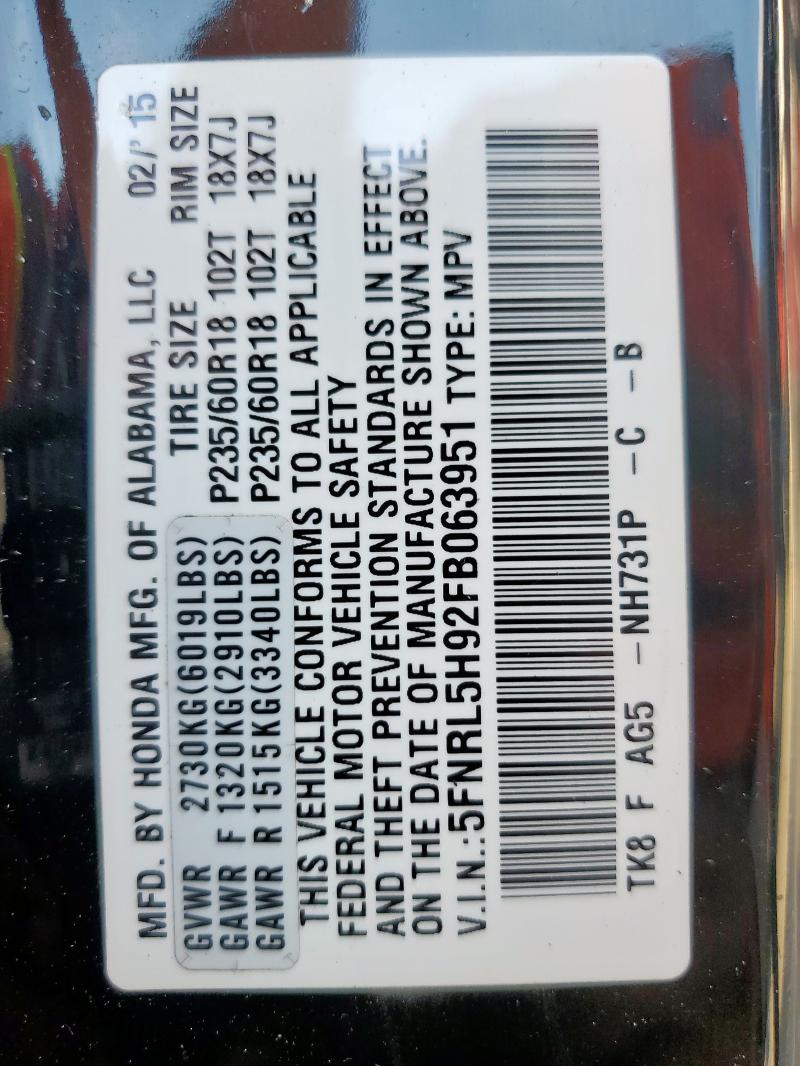 MFD. BY HONDA MFG. OF ALABAMA, LLC 02/' 15
TIRE SIZE RIM SIZE
GVWR 2730KG(6019LBS)
GAWR F 1320KG(2910LBS) P235/60R18 102T 18X7J
GAWR R 1515KG(3340LBS) P235/60R18 102T 18X7J
THIS VEHICLE CONFORMS TO ALL APPLICABLE
FEDERAL MOTOR VEHICLE SAFETY
AND THEFT PREVENTION STANDARDS IN EFFECT
ON THE DATE OF MANUFACTURE SHOWN ABOVE.
V.I.N.:5FNRL5H92FB063951 TYPE: MPV
TK8 F AG5 -NH731P -C -B